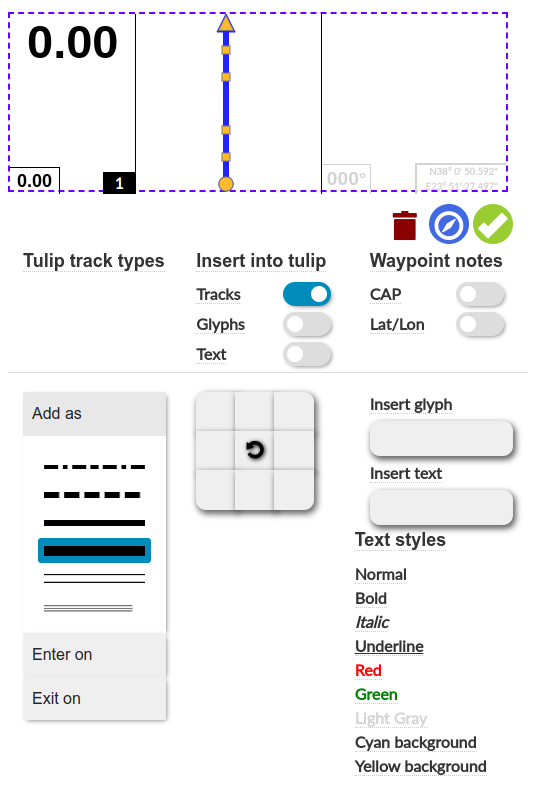 0.00
0.00
1
000°
N38° 0' 50.592"
E23° 51' 27.497"
Tulip track types
Insert into tulip
Waypoint notes
Tracks
CAP
Glyphs
Lat/Lon
Text
Add as
Insert glyph
Insert text
Text styles
Normal
Bold
Italic
Underline
Enter on
Red
Exit on
Green
Light Gray
Cyan background
Yellow background